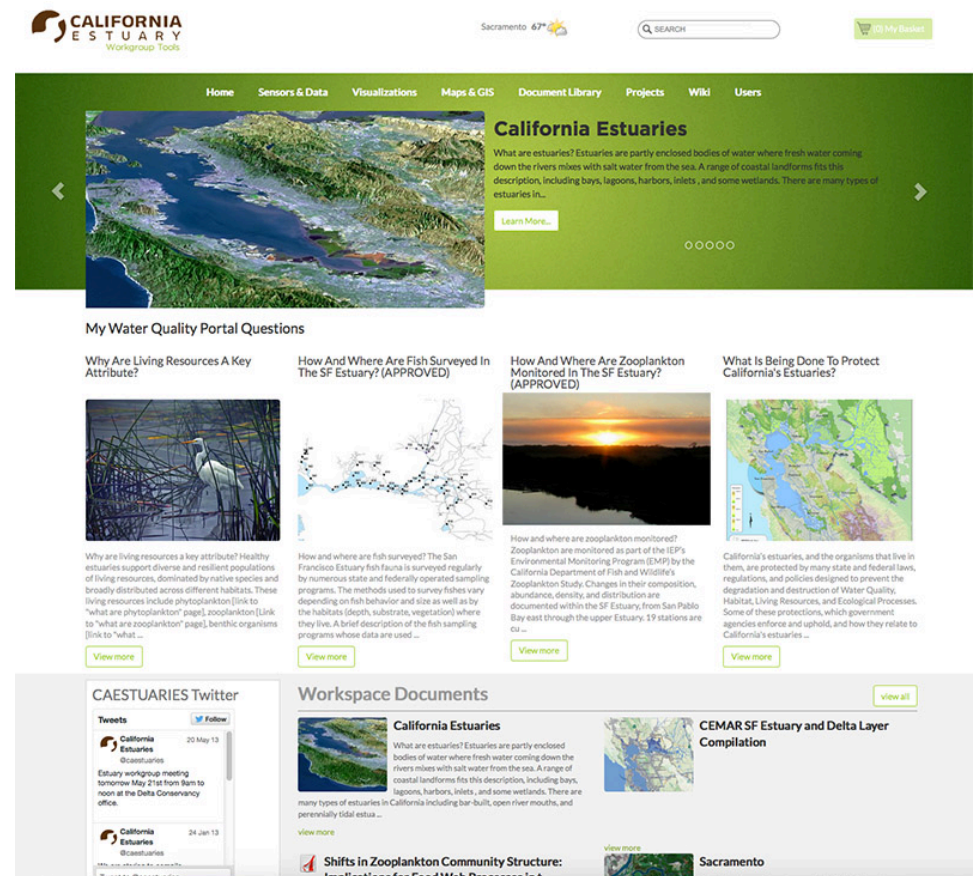 CALIFORNIA
ESTUARY
Workgroup Tools
Sacramento 67°
SEARCH
(0) My Basket
Home Sensors & Data Visualizations Maps & GIS Document Library Projects Wiki Users
California Estuaries
What are estuaries? Estuaries are partly enclosed bodies of water where fresh water coming
down the rivers mixes with salt water from the sea. A range of coastal landforms fits this
description, including bays, lagoons, harbors, inlets , and some wetlands. There are many types of
estuaries in...
Learn More...
My Water Quality Portal Questions
Why Are Living Resources A Key
Attribute?
Why are living resources a key attribute? Healthy
estuaries support diverse and resilient populations
of living resources, dominated by native species and
broadly distributed across different habitats. These
living resources include phytoplankton [link to
"what are phytoplankton" page], zooplankton [Link
to "what are zooplankton" page], benthic organisms
[link to "what ...
View more
How And Where Are Fish Surveyed In
The SF Estuary? (APPROVED)
How and where are fish surveyed? The San
Francisco Estuary fish fauna is surveyed regularly
by numerous state and federally operated sampling
programs. The methods used to survey fishes vary
depending on fish behavior and size as well as by
the habitats (depth, substrate, vegetation) where
they live. A brief description of the fish sampling
programs whose data are used ...
View more
How And Where Are Zooplankton
Monitored In The SF Estuary?
(APPROVED)
How and where are zooplankton monitored?
Zooplankton are monitored as part of the IEP's
Environmental Monitoring Program (EMP) by the
California Department of Fish and Wildlife's
Zooplankton Study. Changes in their composition,
abundance, density, and distribution are
documented within the SF Estuary, from San Pablo
Bay east through the upper Estuary. 19 stations are
cu ...
View more
What Is Being Done To Protect
California's Estuaries?
California's estuaries, and the organisms that live in
them, are protected by many state and federal laws,
regulations, and policies designed to prevent the
degradation and destruction of Water Quality,
Habitat, Living Resources, and Ecological Processes.
Some of these protections, which government
agencies enforce and uphold, and how they relate to
California's estuaries ...
View more
CAESTUARIES Twitter
Tweets Follow
California 20 May 13
Estuaries
@caestuaries
Estuary workgroup meeting
tomorrow May 21st from 9am to
noon at the Delta Conservancy
office.
California 24 Jan 13
Estuaries
@caestuaries
Workspace Documents
view all
California Estuaries
What are estuaries? Estuaries are partly enclosed
bodies of water where fresh water coming down the
rivers mixes with salt water from the sea. A range of
coastal landforms fits this description, including bays,
lagoons, harbors, inlets , and some wetlands. There are
many types of estuaries in California including bar-built, open river mouths, and
perennially tidal estua ...
view more
CEMAR SF Estuary and Delta Layer
Compilation
view more
Shifts in Zooplankton Community Structure:
Implications for Food Web Processes in t
Sacramento